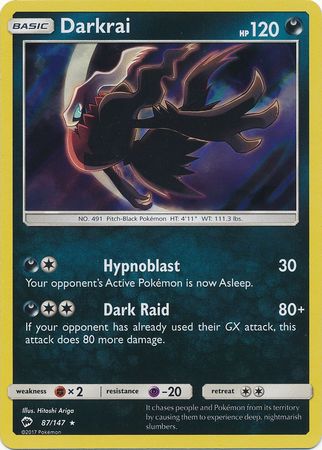 BASIC Darkrai HP 120
NO. 491 Pitch-Black Pokémon HT: 4'11" WT: 111.3 lbs.
Hypnoblast 30
Your opponent's Active Pokémon is now Asleep.
Dark Raid 80+
If your opponent has already used their GX attack, this
attack does 80 more damage.
weakness × 2 resistance -20 retreat
Illus. Hitoshi Ariga
87/147
©2017 Pokémon
It chases people and Pokémon from its territory
by causing them to experience deep, nightmarish
slumbers.